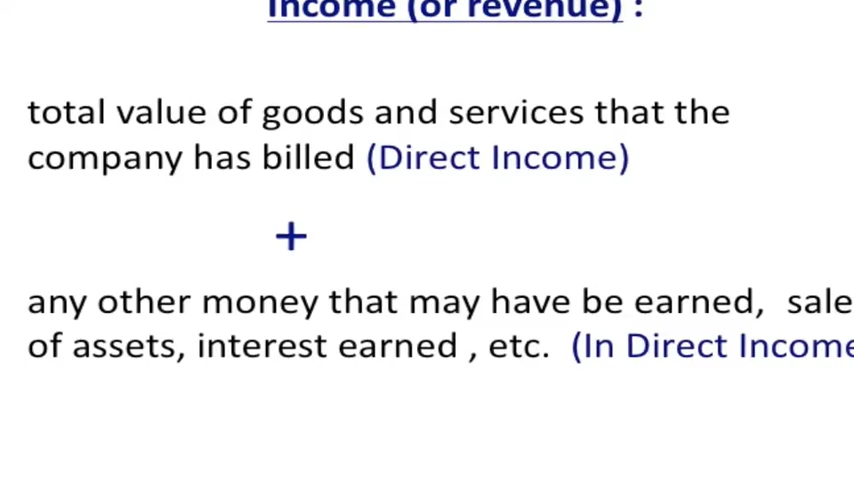 Income (or revenue) :
total value of goods and services that the
company has billed (Direct Income)
+
any other money that may have be earned, sale
of assets, interest earned , etc. (In Direct Income